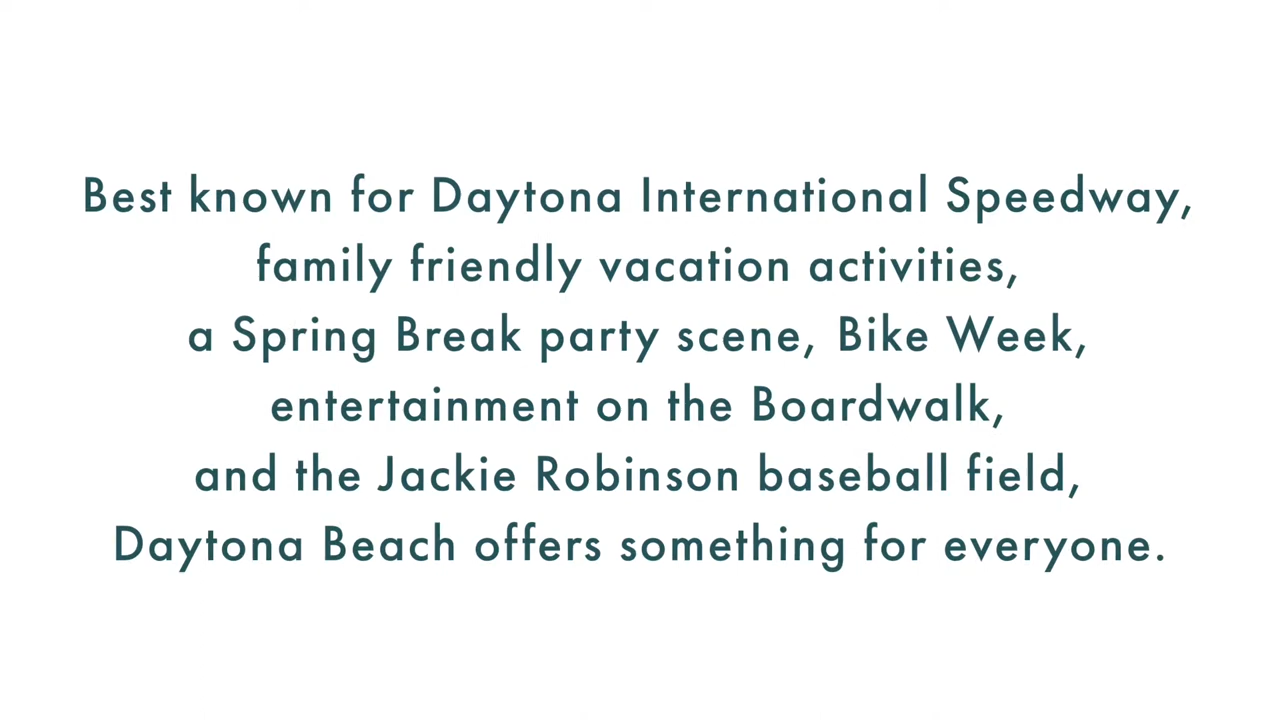 Best known for Daytona International Speedway,
family friendly vacation activities,
a Spring Break party scene, Bike Week,
entertainment on the Boardwalk,
and the Jackie Robinson baseball field,
Daytona Beach offers something for everyone.